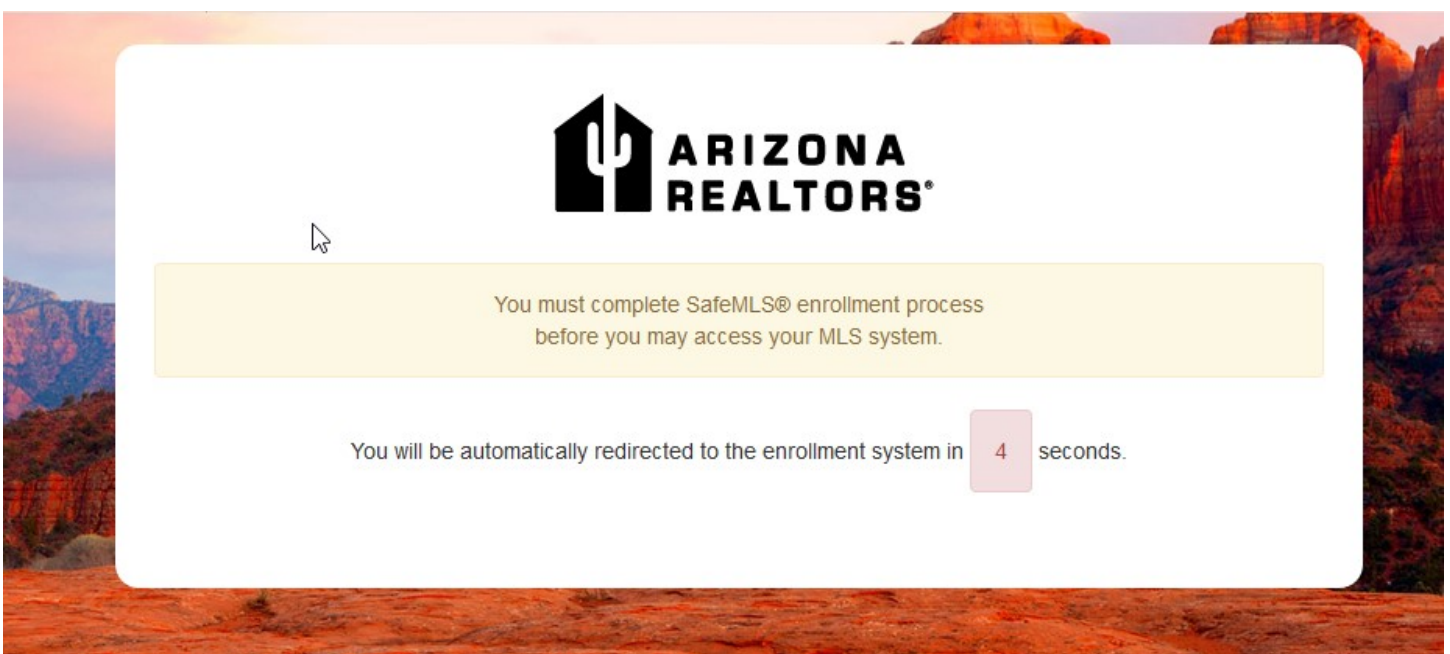 ARIZONA
REALTORS®
You must complete SafeMLS® enrollment process
before you may access your MLS system.
You will be automatically redirected to the enrollment system in 4 seconds.